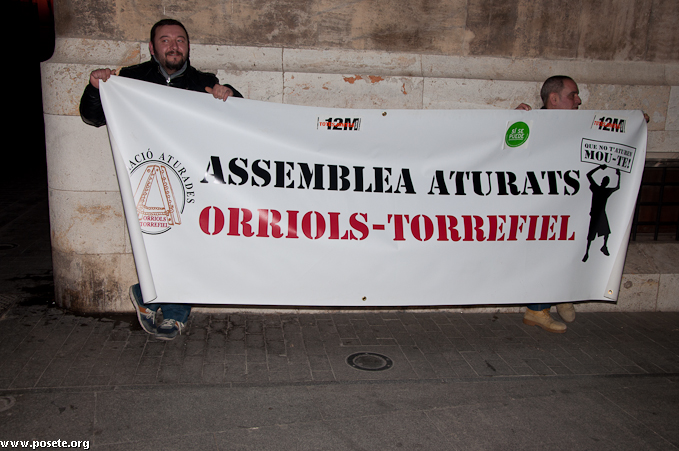 12M
12M
SÍ SE PUEDE
QUE NO T'ATUREN
MOU-TE!
ASSEMBLEA ATURATS
ORRIOLS-TORREFIEL
ACIÓ ATURADES
ORRIOLS
TORREFIEL
www.posete.org